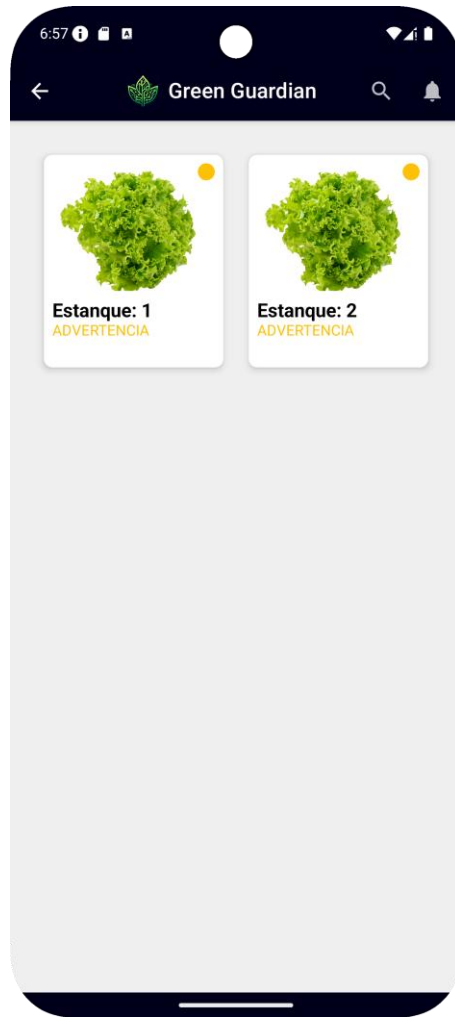 6:57
Green Guardian
Estanque: 1
ADVERTENCIA
Estanque: 2
ADVERTENCIA